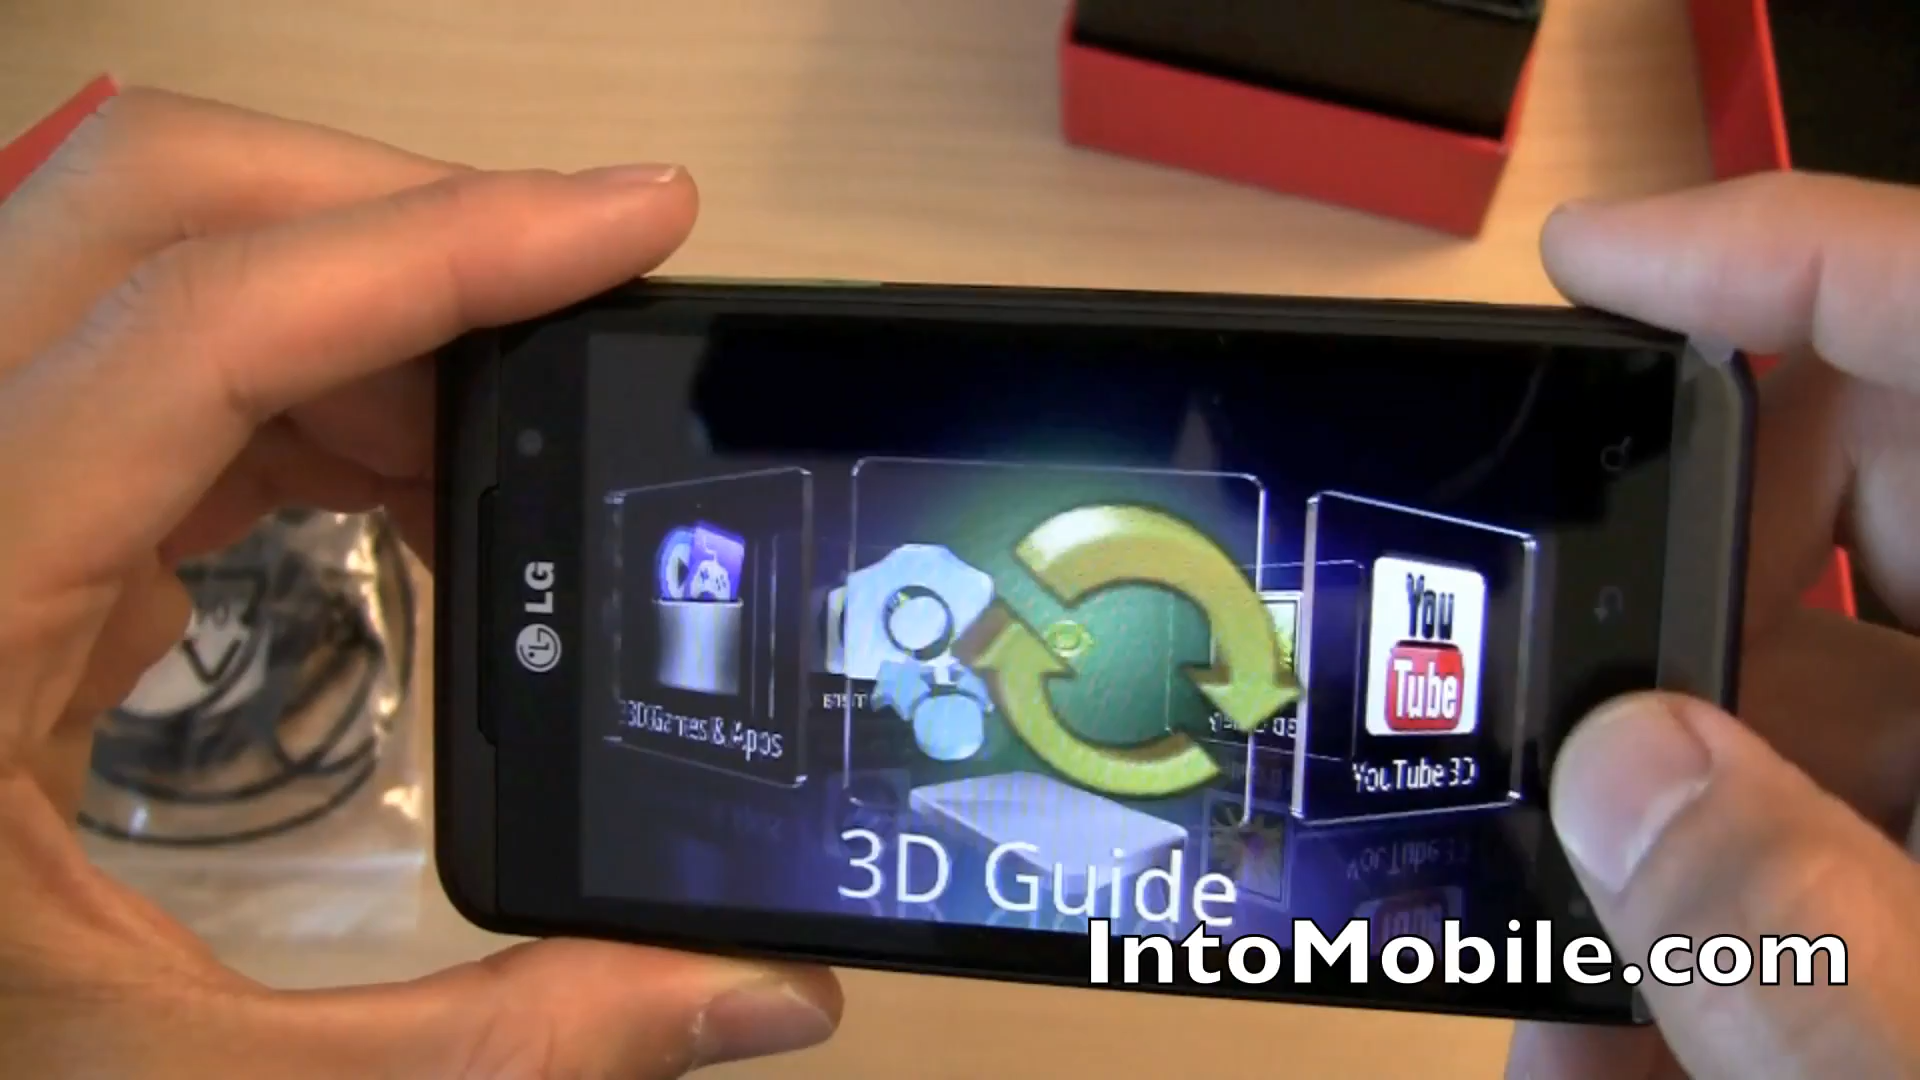 LG
3D Games & Apps
You
Tube
YouTube 3D
3D Guide
IntoMobile.com